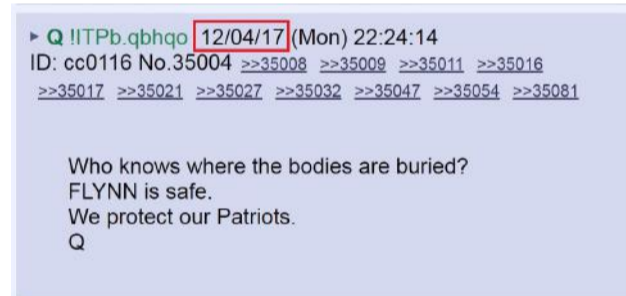 ► Q !ITPb.qbhqo 12/04/17 (Mon) 22:24:14
ID: cc0116 No.35004 >>35008 >>35009 >>35011 >>35016
>>35017 >>35021 >>35027 >>35032 >>35047 >>35054 >>35081
Who knows where the bodies are buried?
FLYNN is safe.
We protect our Patriots.
Q